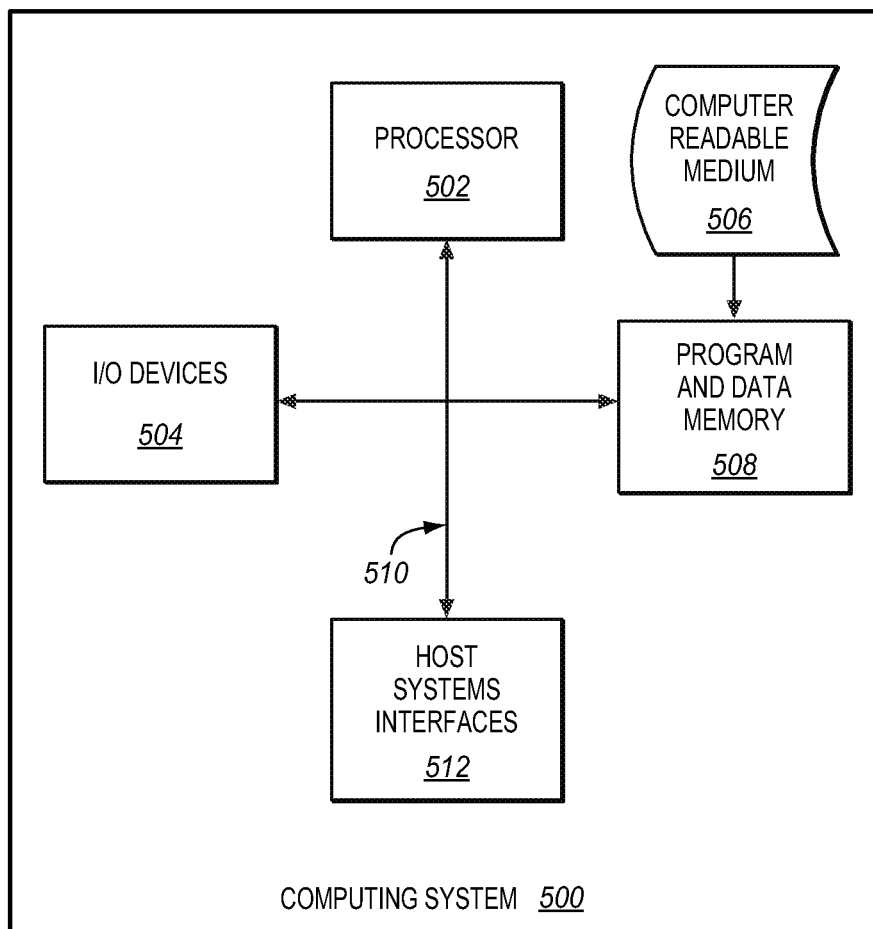 PROCESSOR
502
COMPUTER
READABLE
MEDIUM
506
I/O DEVICES
504
PROGRAM
AND DATA
MEMORY
508
510
HOST
SYSTEMS
INTERFACES
512
COMPUTING SYSTEM 500